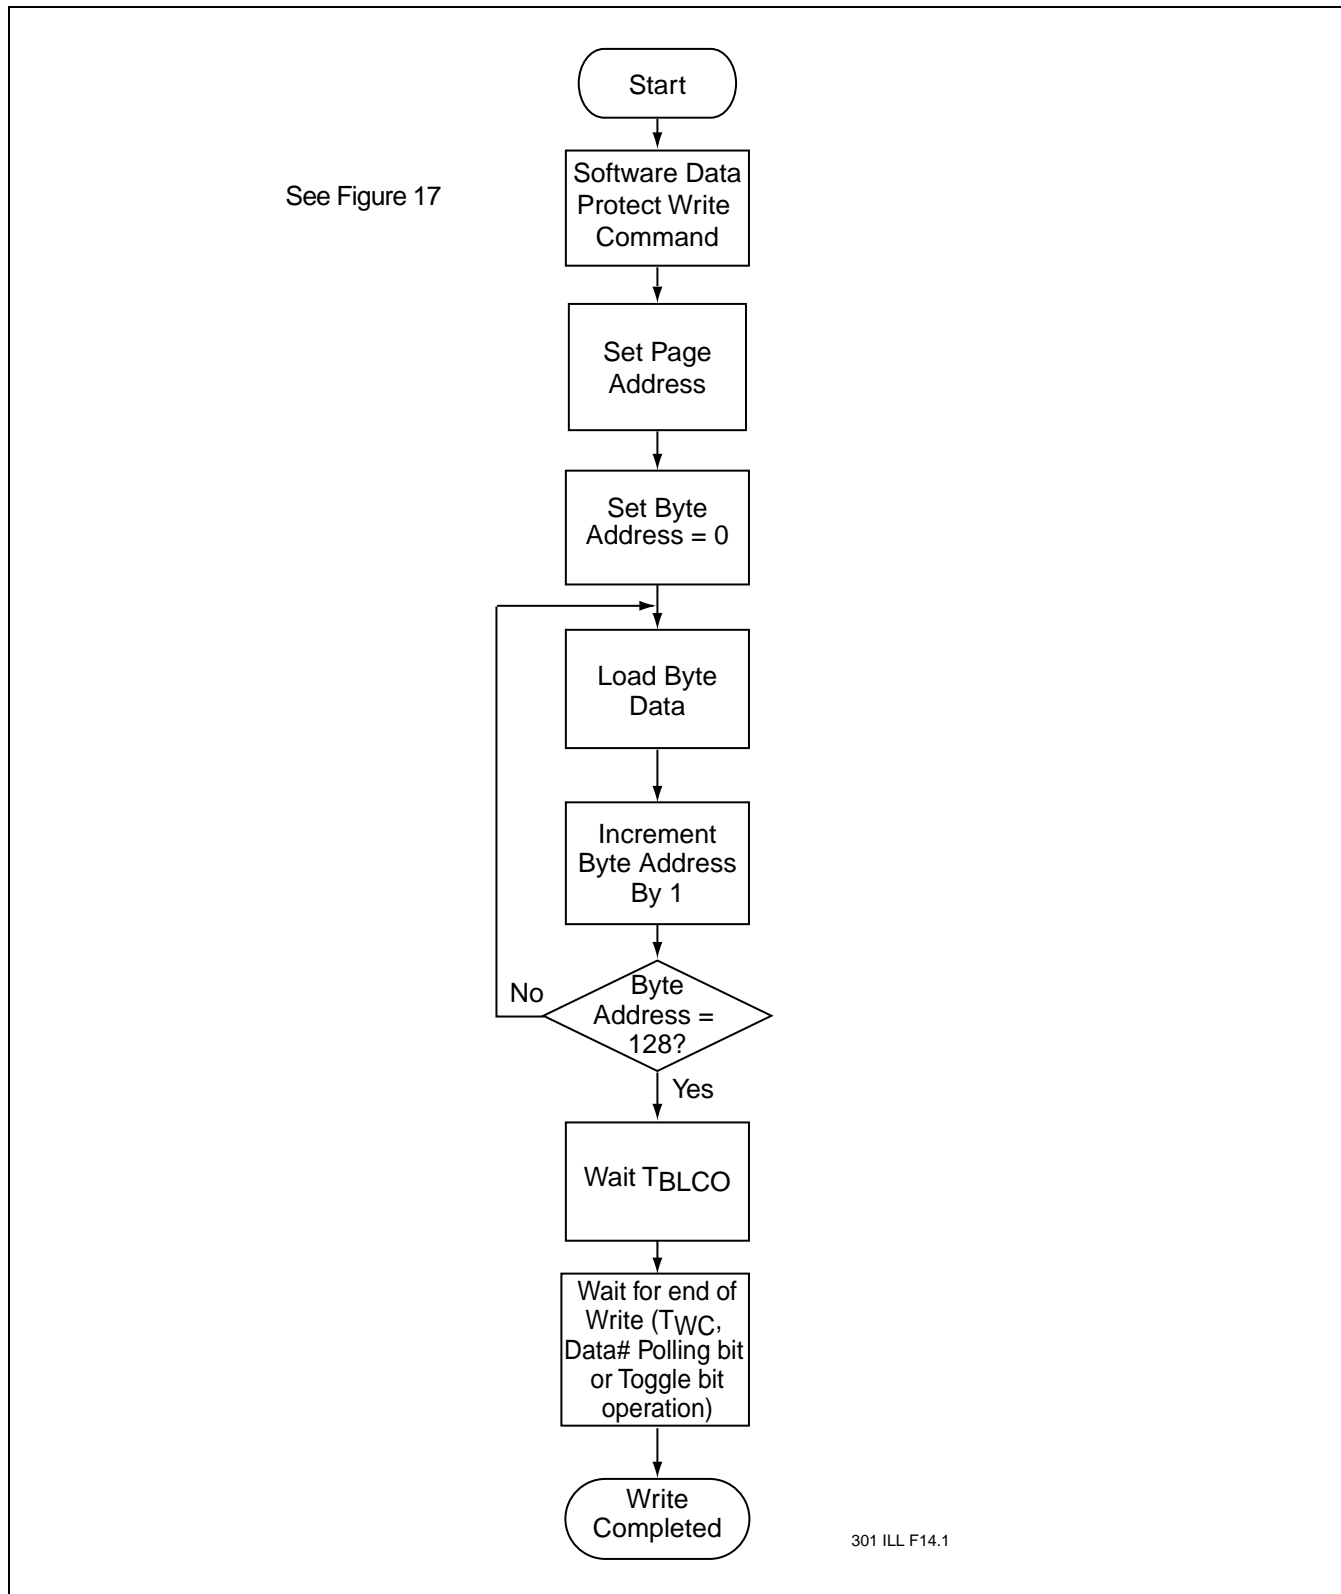 Start
See Figure 17
Software Data
Protect Write
Command
Set Page
Address
Set Byte
Address = 0
Load Byte
Data
Increment
Byte Address
By 1
Byte
Address =
128?
No
Yes
Wait TBLCO
Wait for end of
Write (TWC,
Data# Polling bit
or Toggle bit
operation)
Write
Completed
301 ILL F14.1